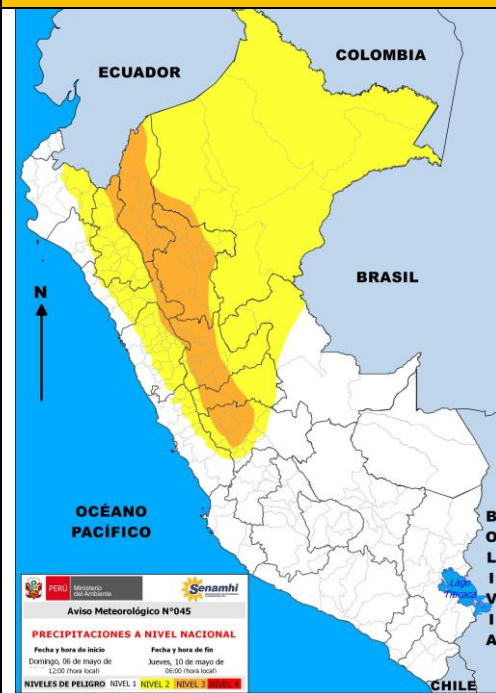 COLOMBIA
ECUADOR
BRASIL
N
OCÉANO
PACÍFICO
BOLIVIA
Lago
Titicaca
CHILE
PERÚ Ministerio
del Ambiente
Senamhi
Aviso Meteorológico N°045
PRECIPITACIONES A NIVEL NACIONAL
Fecha y hora de inicio Fecha y hora de fin
Domingo, 06 de mayo de Jueves, 10 de mayo de
12:00 (hora local) 06:00 (hora local)
NIVELES DE PELIGRO NIVEL 1 NIVEL 2 NIVEL 3 NIVEL 4